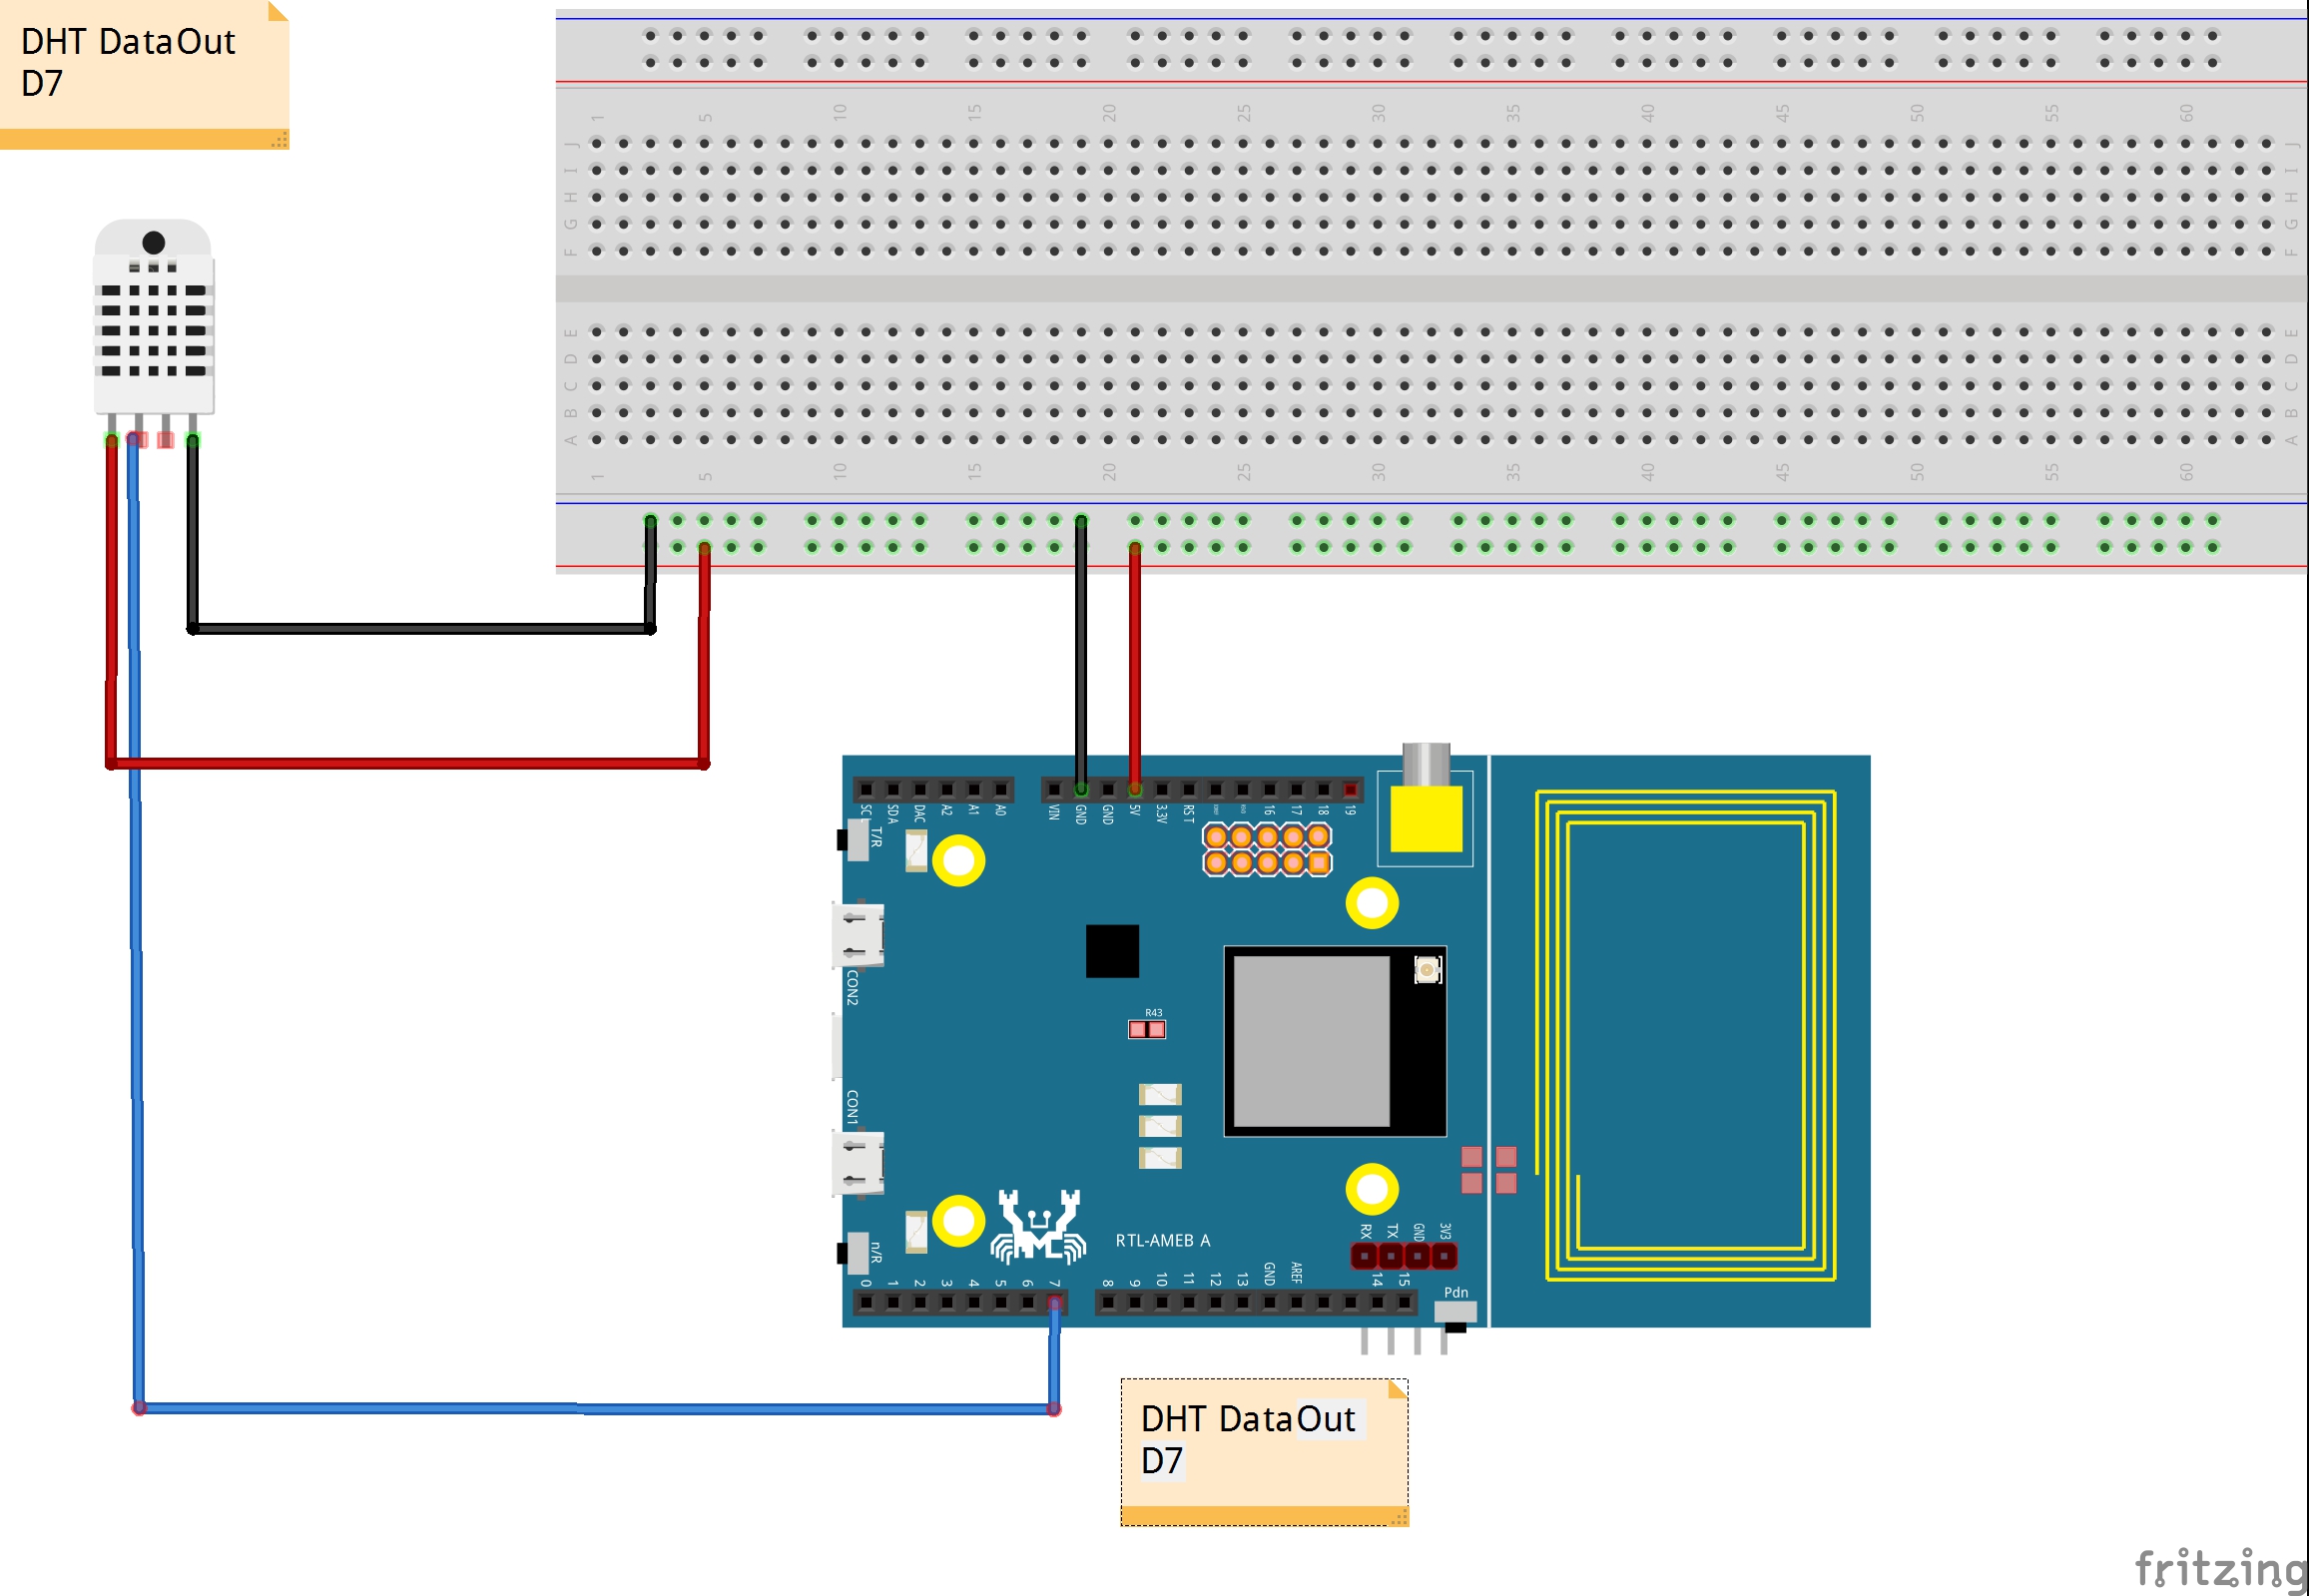 DHT DataOut
D7
1 5 10 15 20 25 30 35 40 45 50 55 60
J J
I I
H H
G G
F F
E E
D D
C C
B B
A A
1 5 10 15 20 25 30 35 40 45 50 55 60
SCL SDA DAC A2 A1 A0 VIN GND GND 5V 3.3V RST 16 17 18 19
T/R
CON2
R43
CON1
RTL-AMEB A
RX TX GND 3V3
n/R
0 1 2 3 4 5 6 7 8 9 10 11 12 13 GND AREF 14 15
Pdn
DHT DataOut
D7
fritzing